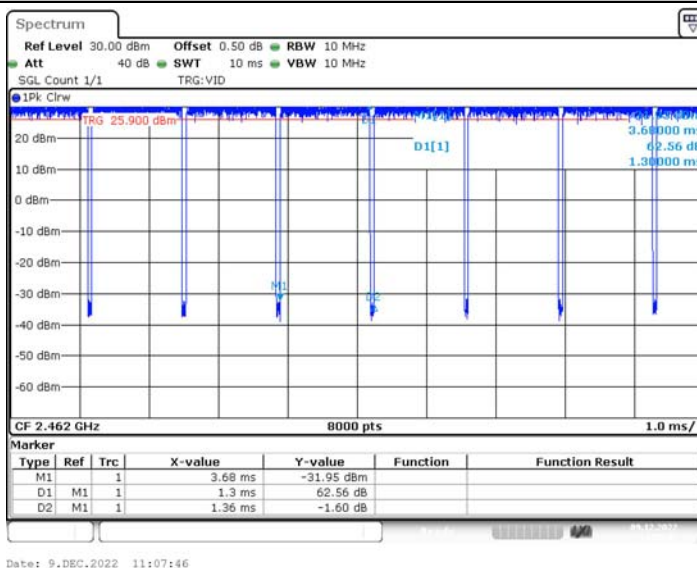 Spectrum
Ref Level 30.00 dBm Offset 0.50 dB RBW 10 MHz
Att 40 dB SWT 10 ms VBW 10 MHz
SGL Count 1/1 TRG:VID
1Pk Clrw
TRG 25.900 dBm
D1[1]
62.56 dB
1.30000 ms
20 dBm
10 dBm
0 dBm
-10 dBm
-20 dBm
-30 dBm
-40 dBm
-50 dBm
-60 dBm
M1
D2
CF 2.462 GHz 8000 pts 1.0 ms/
Marker
Type Ref Trc X-value Y-value Function Function Result
M1 1 3.68 ms -31.95 dBm
D1 M1 1 1.3 ms 62.56 dB
D2 M1 1 1.36 ms -1.60 dB
Date: 9.DEC.2022 11:07:46